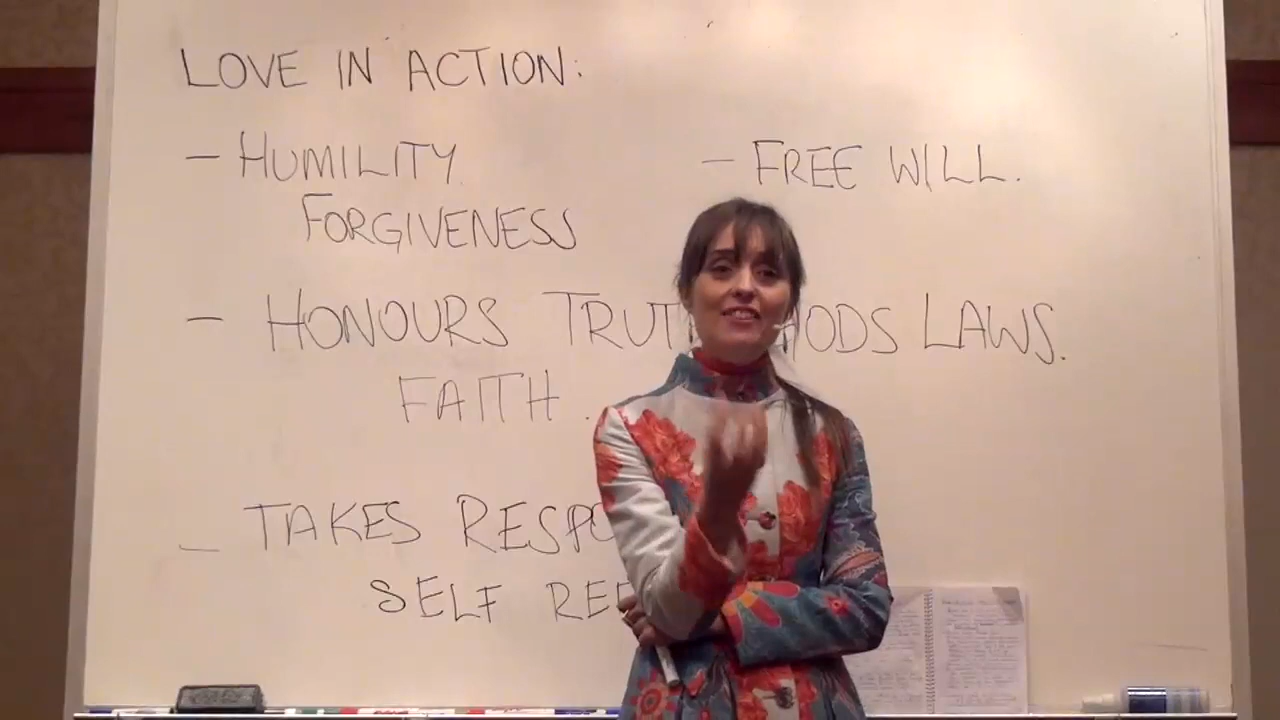 LOVE IN ACTION:
- HUMILITY
FORGIVENESS
- FREE WILL.
- HONOURS TRUT ODS LAWS.
FAITH.
- TAKES RESPO
SELF REF